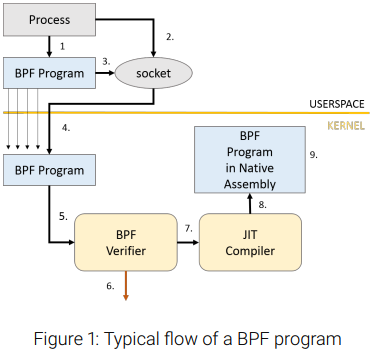 Process
1
2.
BPF Program
3.
socket
USERSPACE
KERNEL
4.
BPF
Program
in Native
Assembly
9.
BPF Program
5.
8.
BPF
Verifier
7.
JIT
Compiler
6.
Figure 1: Typical flow of a BPF program